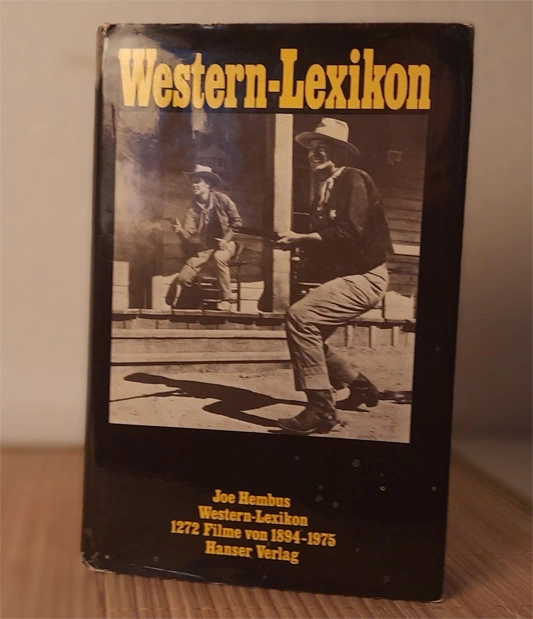 Western-Lexikon
Joe Hembus
Western-Lexikon
1272 Filme von 1894-1975
Hanser Verlag